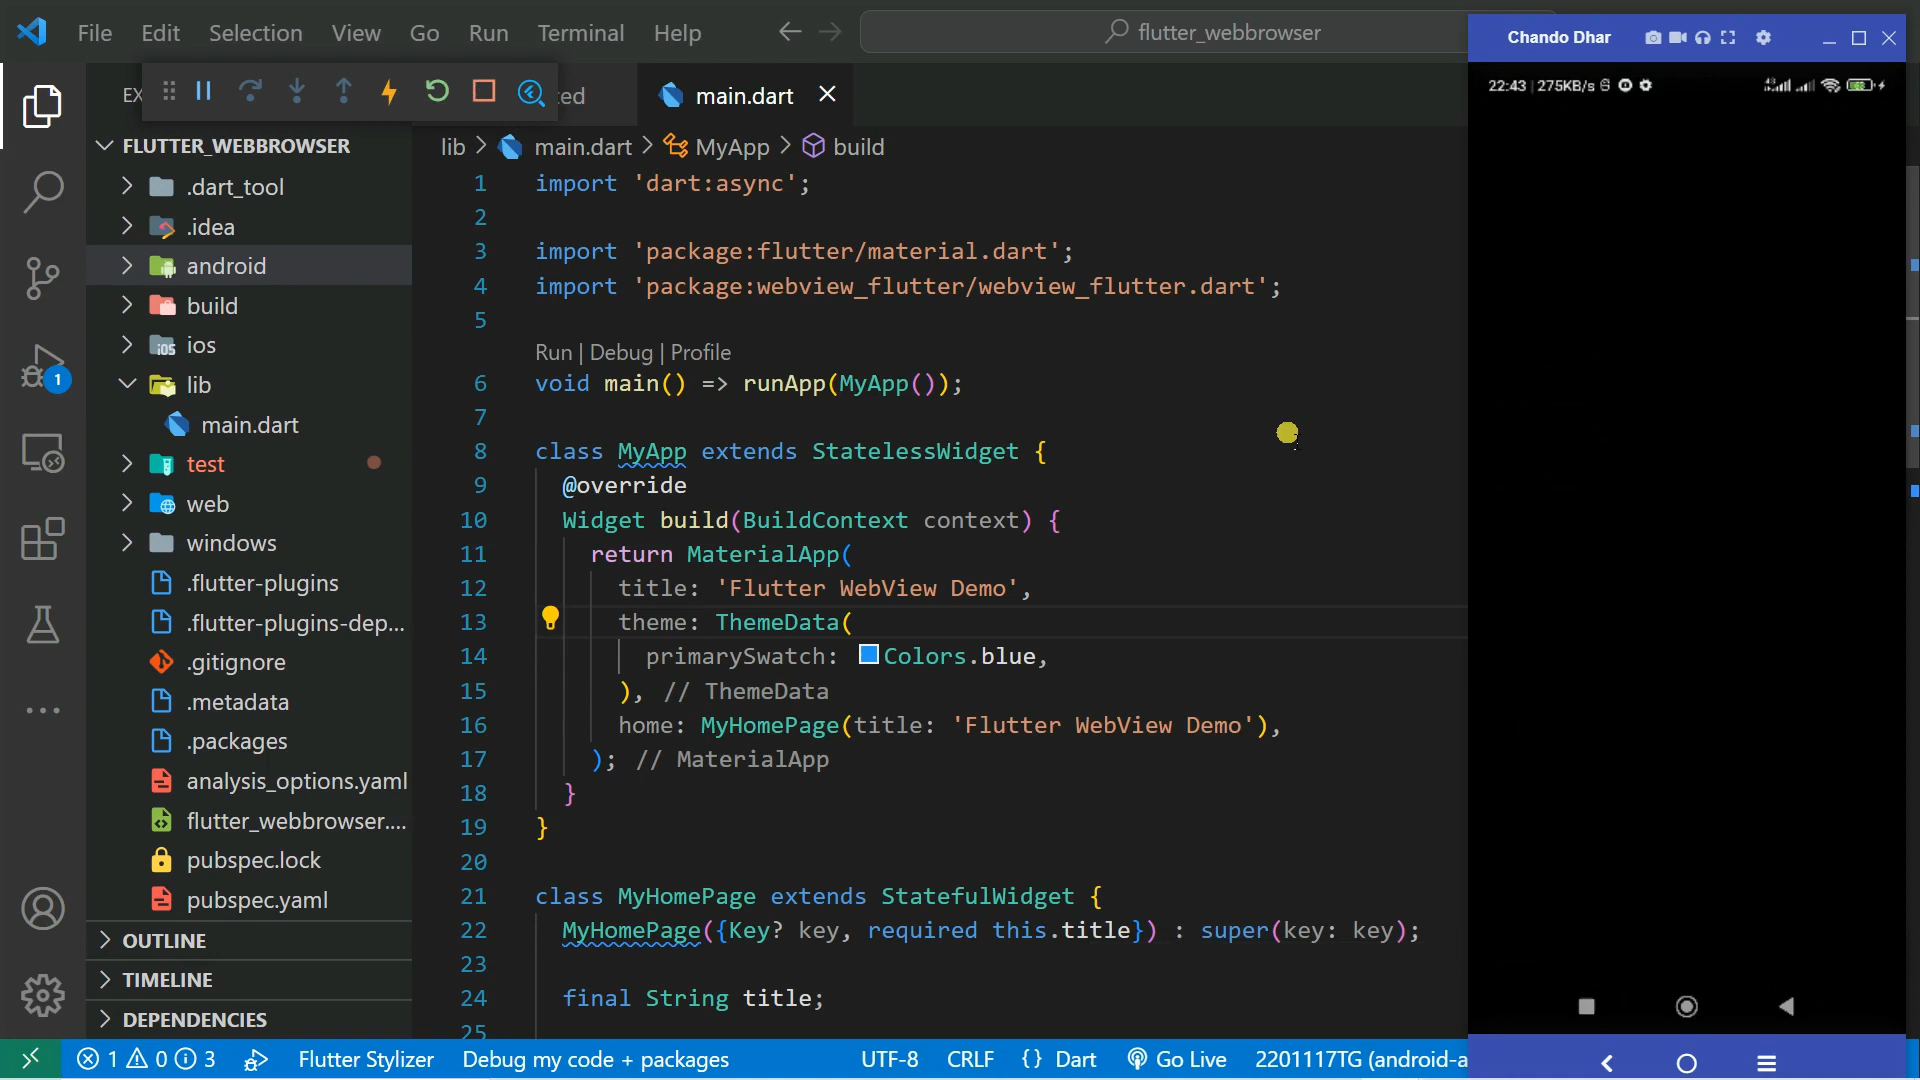 File Edit Selection View Go Run Terminal Help
flutter_webbrowser
Chando Dhar
22:43 275KB/s
main.dart
lib > main.dart > MyApp > build
FLUTTER_WEBBROWSER
.dart_tool
.idea
android
build
ios
lib
main.dart
test
web
windows
.flutter-plugins
.flutter-plugins-dep...
.gitignore
.metadata
.packages
analysis_options.yaml
flutter_webbrowser....
pubspec.lock
pubspec.yaml
OUTLINE
TIMELINE
DEPENDENCIES
1 import 'dart:async';
2
3 import 'package:flutter/material.dart';
4 import 'package:webview_flutter/webview_flutter.dart';
5
Run | Debug | Profile
6 void main() => runApp(MyApp());
7
8 class MyApp extends StatelessWidget {
9 @override
10 Widget build(BuildContext context) {
11 return MaterialApp(
12 title: 'Flutter WebView Demo',
13 theme: ThemeData(
14 primarySwatch: Colors.blue,
15 ), // ThemeData
16 home: MyHomePage(title: 'Flutter WebView Demo'),
17 ); // MaterialApp
18 }
19 }
20
21 class MyHomePage extends StatefulWidget {
22 MyHomePage({Key? key, required this.title}) : super(key: key);
23
24 final String title;
25
1 0 3 Flutter Stylizer Debug my code + packages UTF-8 CRLF {} Dart Go Live 2201117TG (android-a
1